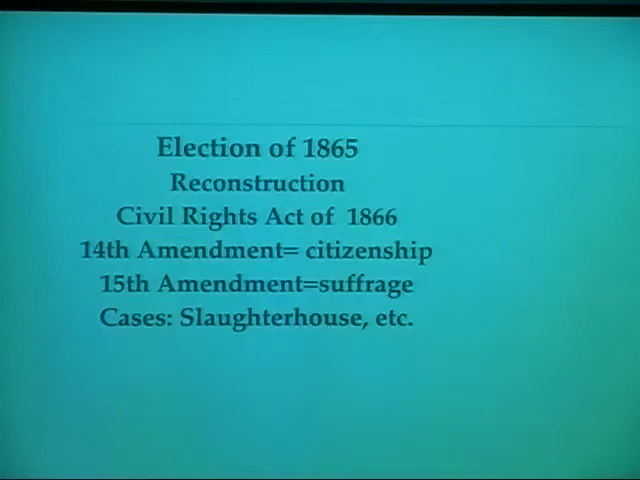 Election of 1865
Reconstruction
Civil Rights Act of 1866
14th Amendment= citizenship
15th Amendment=suffrage
Cases: Slaughterhouse, etc.